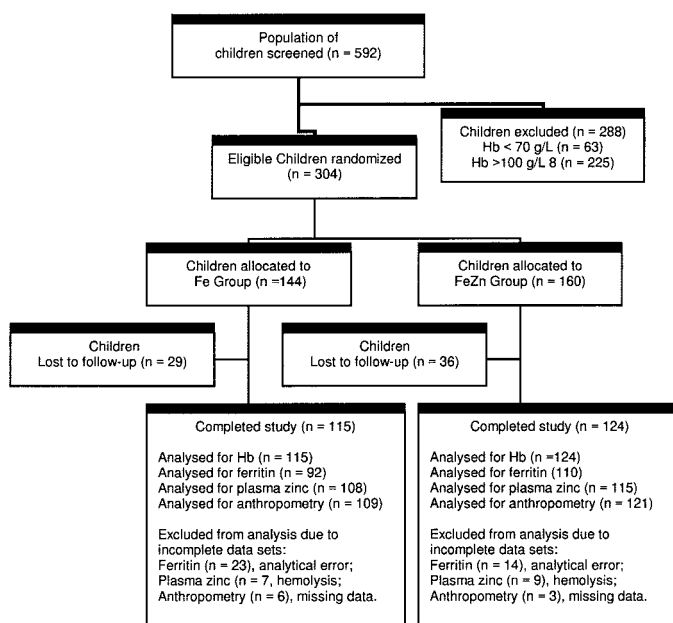 Population of
children screened (n = 592)
Children excluded (n = 288)
Hb < 70 g/L (n = 63)
Hb >100 g/L 8 (n = 225)
Eligible Children randomized
(n = 304)
Children allocated to
Fe Group (n =144)
Children allocated to
FeZn Group (n = 160)
Children
Lost to follow-up (n = 29)
Children
Lost to follow-up (n = 36)
Completed study (n = 115)
Analysed for Hb (n = 115)
Analysed for ferritin (n = 92)
Analysed for plasma zinc (n = 108)
Analysed for anthropometry (n = 109)
Excluded from analysis due to
incomplete data sets:
Ferritin (n = 23), analytical error;
Plasma zinc (n = 7, hemolysis;
Anthropometry (n = 6), missing data.
Completed study (n = 124)
Analysed for Hb (n =124)
Analysed for ferritin (110)
Analysed for plasma zinc (n = 115)
Analysed for anthropometry (n = 121)
Excluded from analysis due to
incomplete data sets:
Ferritin (n = 14), analytical error;
Plasma zinc (n = 9), hemolysis;
Anthropometry (n = 3), missing data.